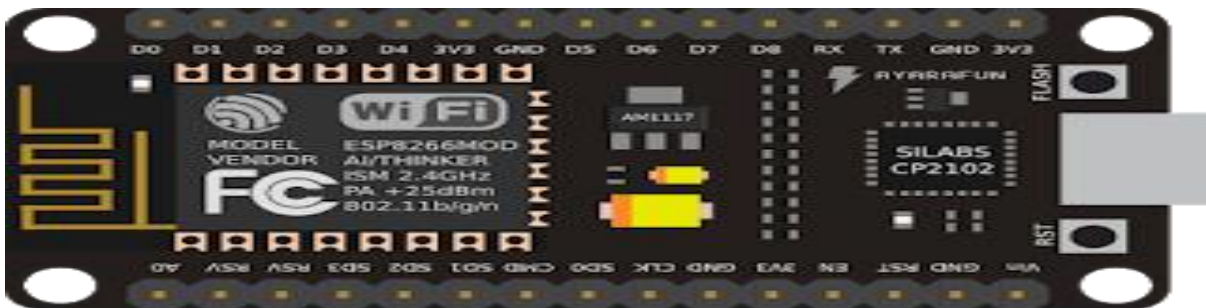 D0 D1 D2 D3 D4 3V3 GND D5 D6 D7 D8 RX TX GND 3V3
AYARAFUN
FLASH
WiFi
AM1117
MODEL ESP8266MOD
VENDOR AI/THINKER
ISM 2.4GHz
PA +25dBm
802.11b/g/n
FC
SILABS
CP2102
RST
A0 RSV RSV SD3 SD2 SD1 CMD SD0 CLK GND 3V3 EN RST GND Vin